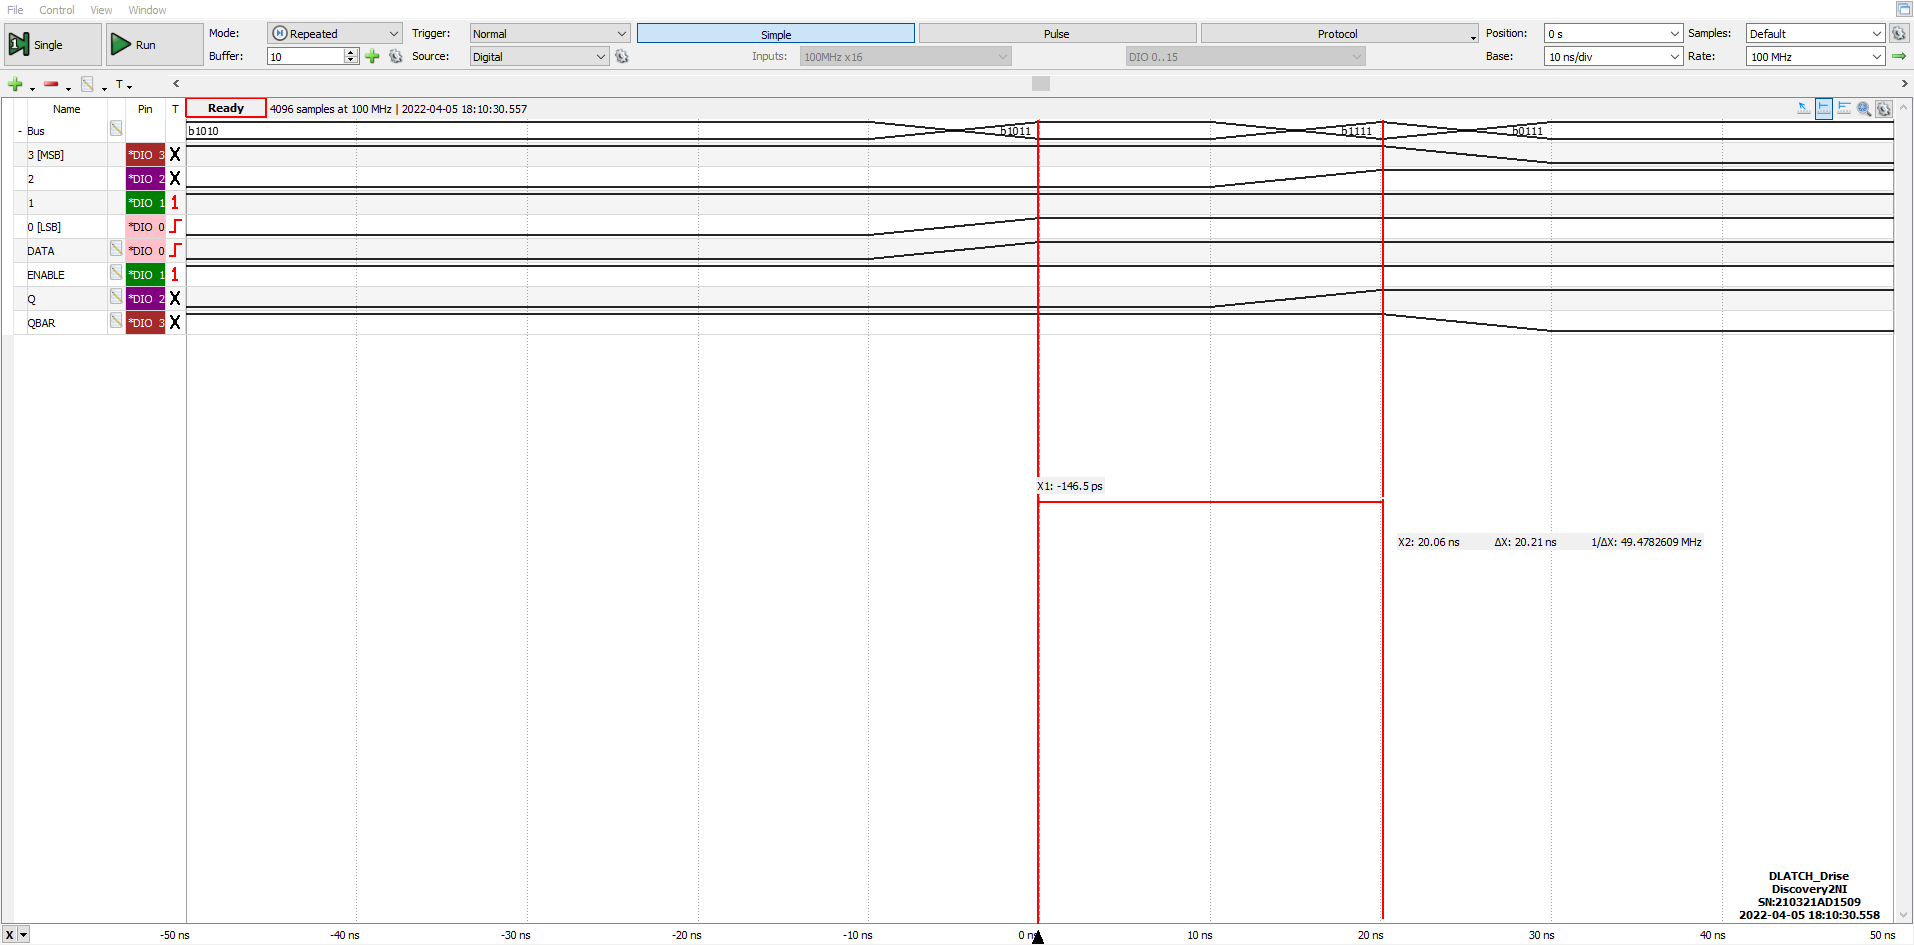 File Control View Window
Single Run Mode: Repeated Trigger: Normal Simple Pulse Protocol Position: 0 s Samples: Default
Buffer: 10 Source: Digital Inputs: 100MHz x16 DIO 0..15 Base: 10 ns/div Rate: 100 MHz
T
Name Pin T Ready 4096 samples at 100 MHz | 2022-04-05 18:10:30.557
- Bus b1010 b1011 b1111 b0111
3 [MSB] *DIO 3 X
2 *DIO 2 X
1 *DIO 1 1
0 [LSB] *DIO 0
DATA *DIO 0
ENABLE *DIO 1 1
Q *DIO 2 X
QBAR *DIO 3 X
X1: -146.5 ps
X2: 20.06 ns ΔX: 20.21 ns 1/ΔX: 49.4782609 MHz
DLATCH_Drise
Discovery2NI
SN:210321AD1509
2022-04-05 18:10:30.558
X -50 ns -40 ns -30 ns -20 ns -10 ns 0 ns 10 ns 20 ns 30 ns 40 ns 50 ns